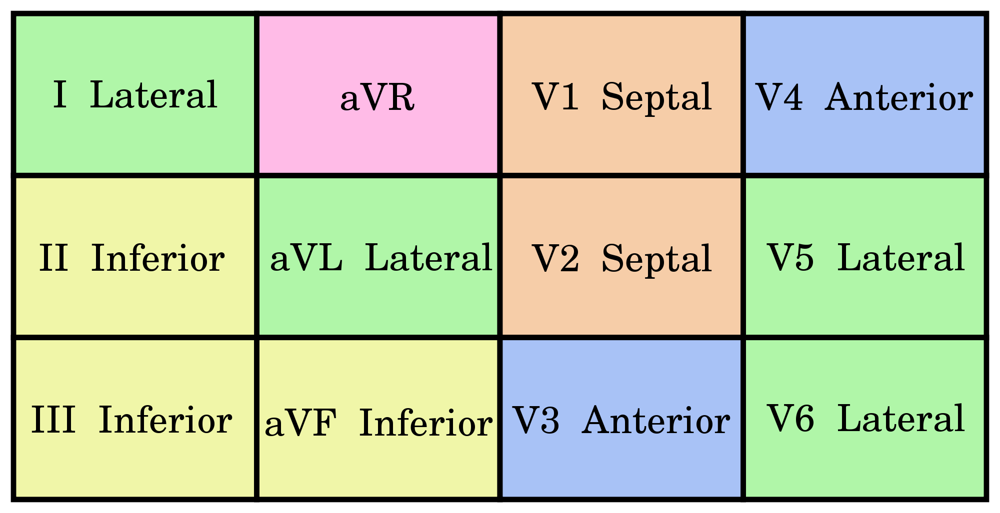 I Lateral
aVR
V1 Septal
V4 Anterior
II Inferior
aVL Lateral
V2 Septal
V5 Lateral
III Inferior
aVF Inferior
V3 Anterior
V6 Lateral